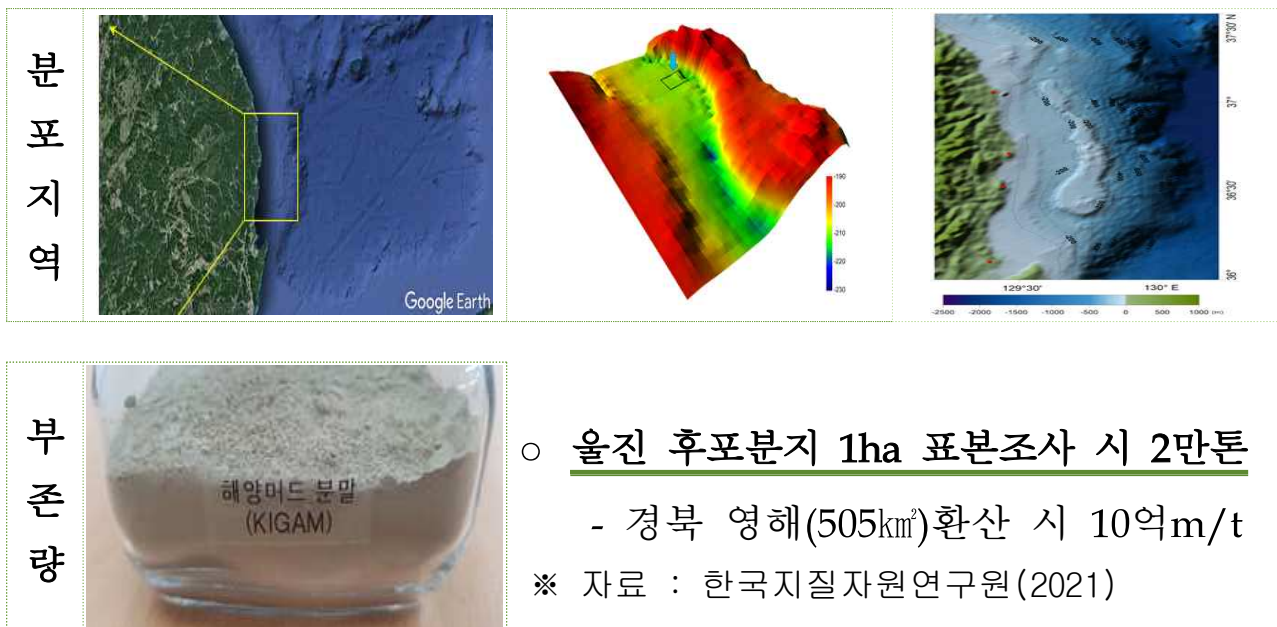 분포지역
Google Earth
-190
-200
-210
-220
-230
37°30' N
37°
36°30'
36°
129°30' 130° E
-2500 -2000 -1500 -1000 -500 0 500 1000 (m)
부존량
해양머드 분말
(KIGAM)
○ 울진 후포분지 1ha 표본조사 시 2만톤
- 경북 영해(505㎢)환산 시 10억m/t
※ 자료 : 한국지질자원연구원(2021)